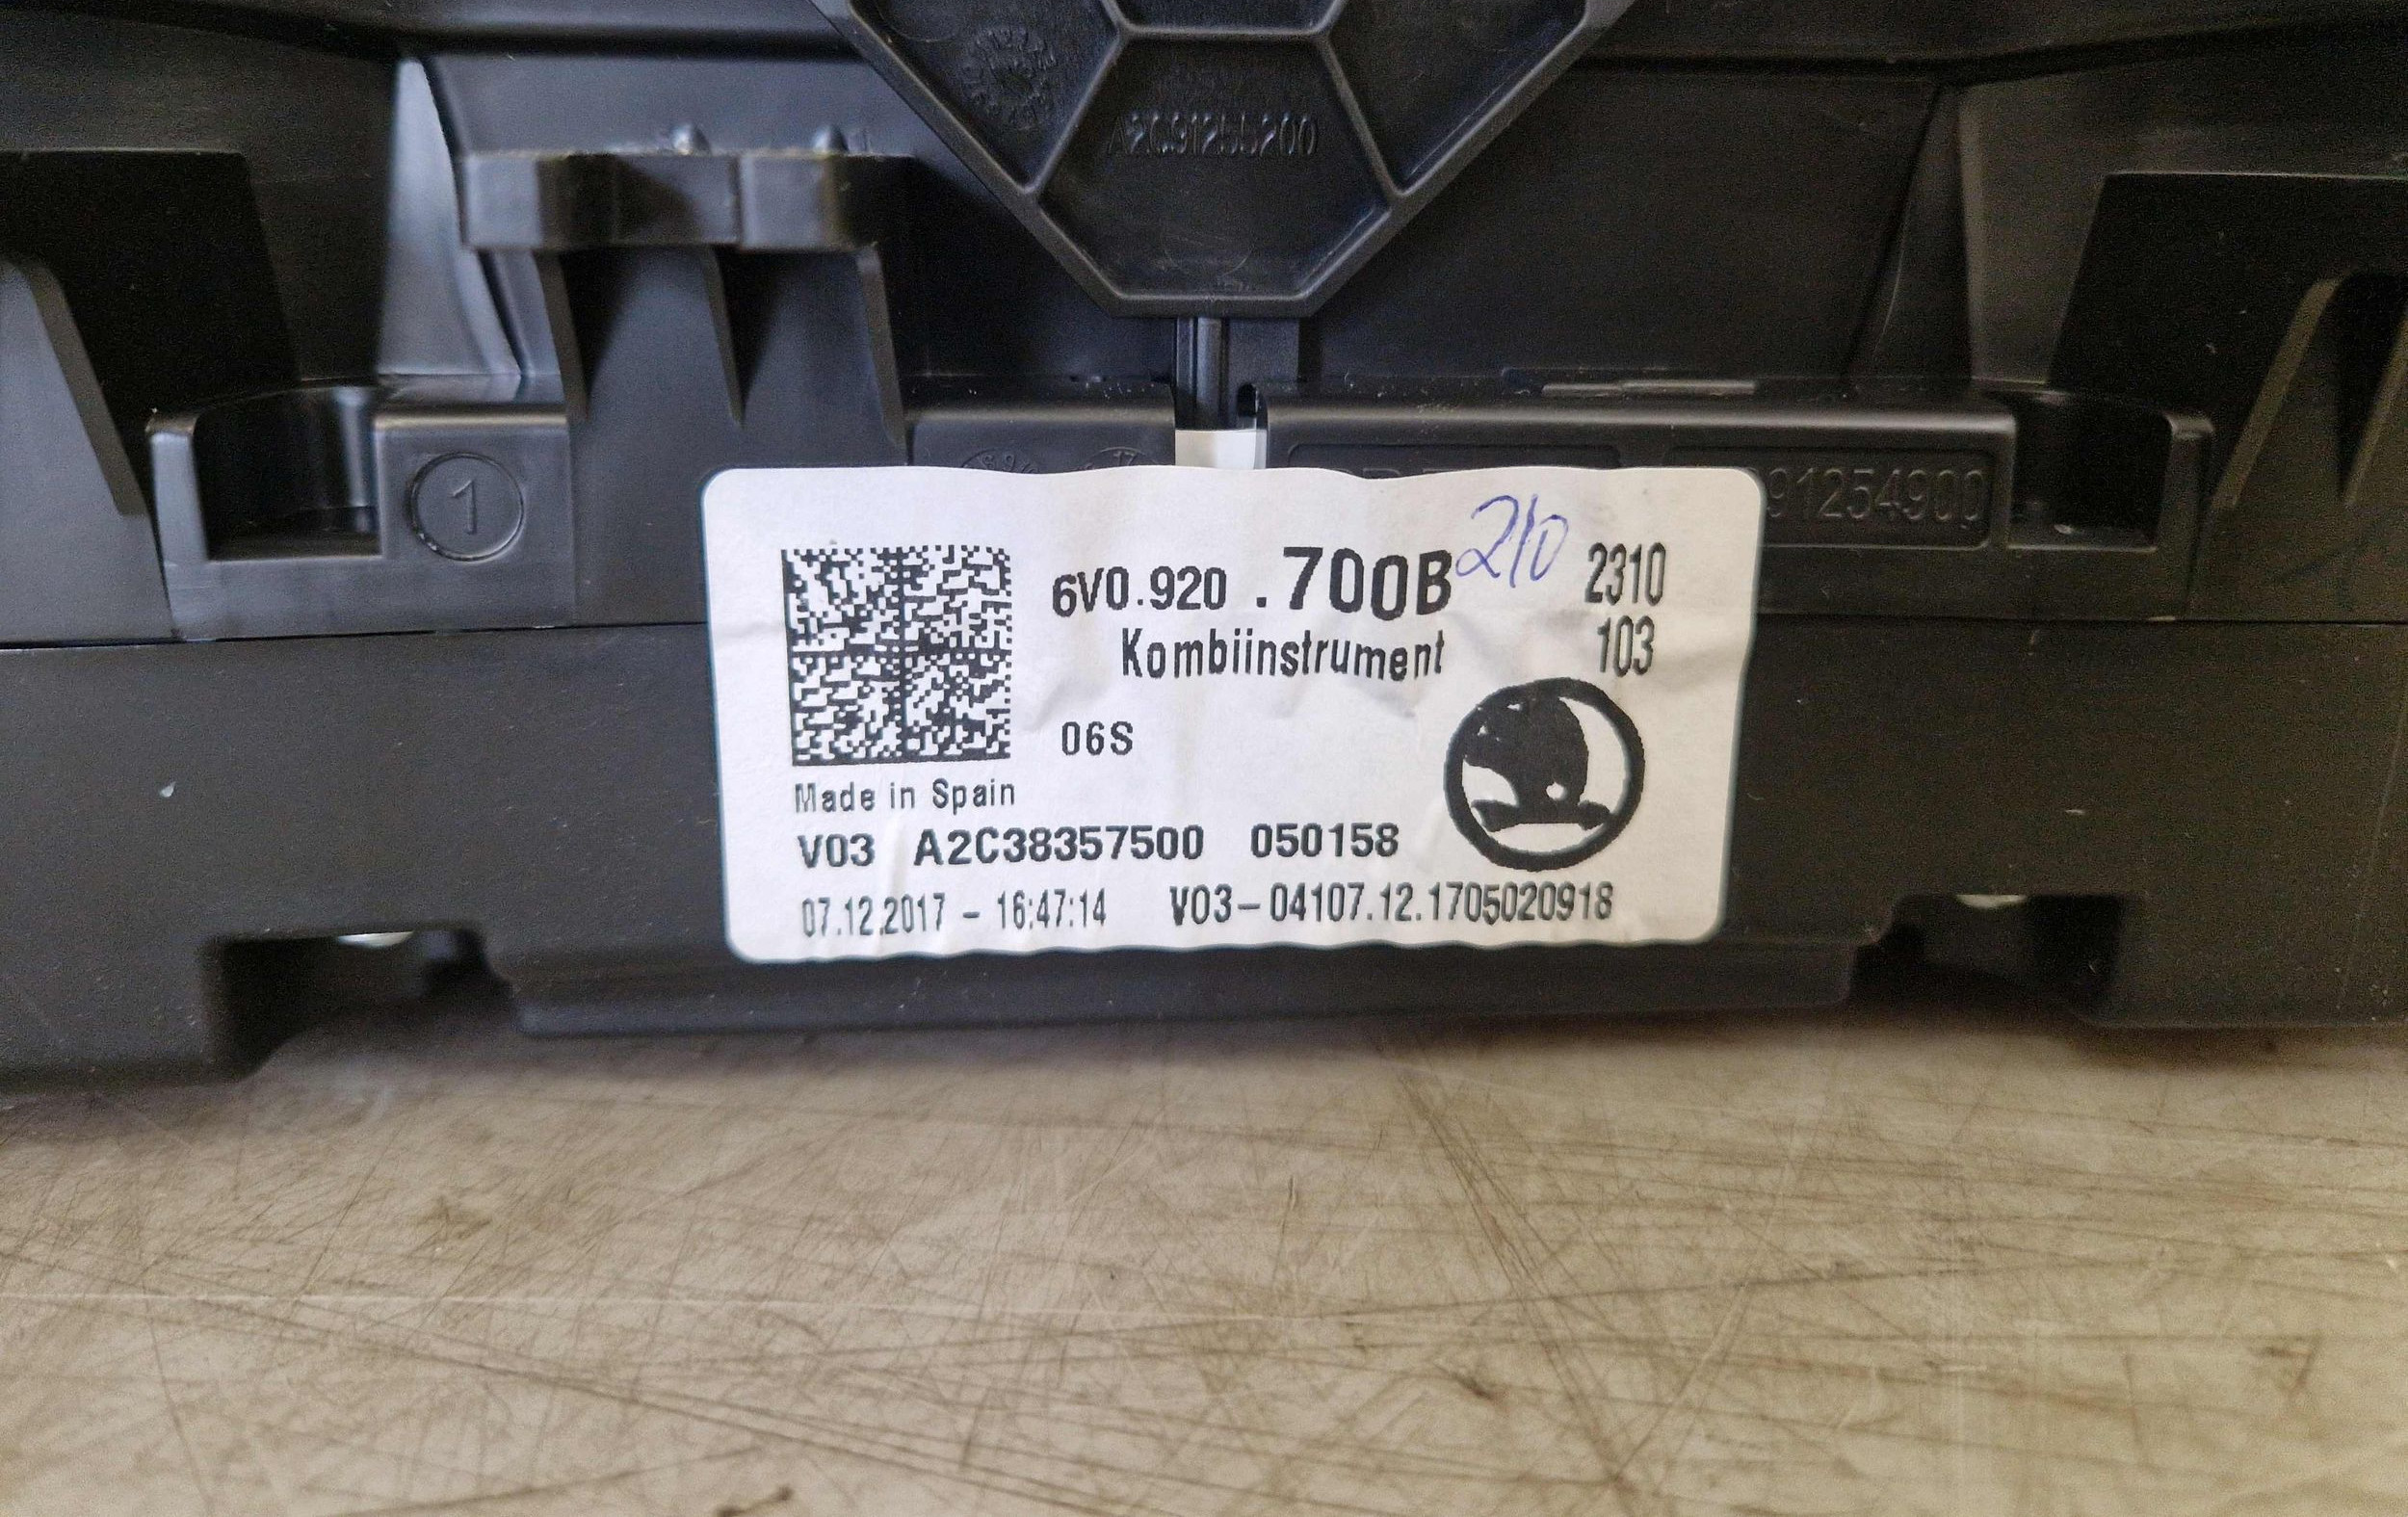 A2C91255200
1
91254900
210
6V0.920 .700B 2310
Kombiinstrument 103
06S
Made in Spain
V03 A2C38357500 050158
07.12.2017 - 16:47:14 V03-04107.12.1705020918